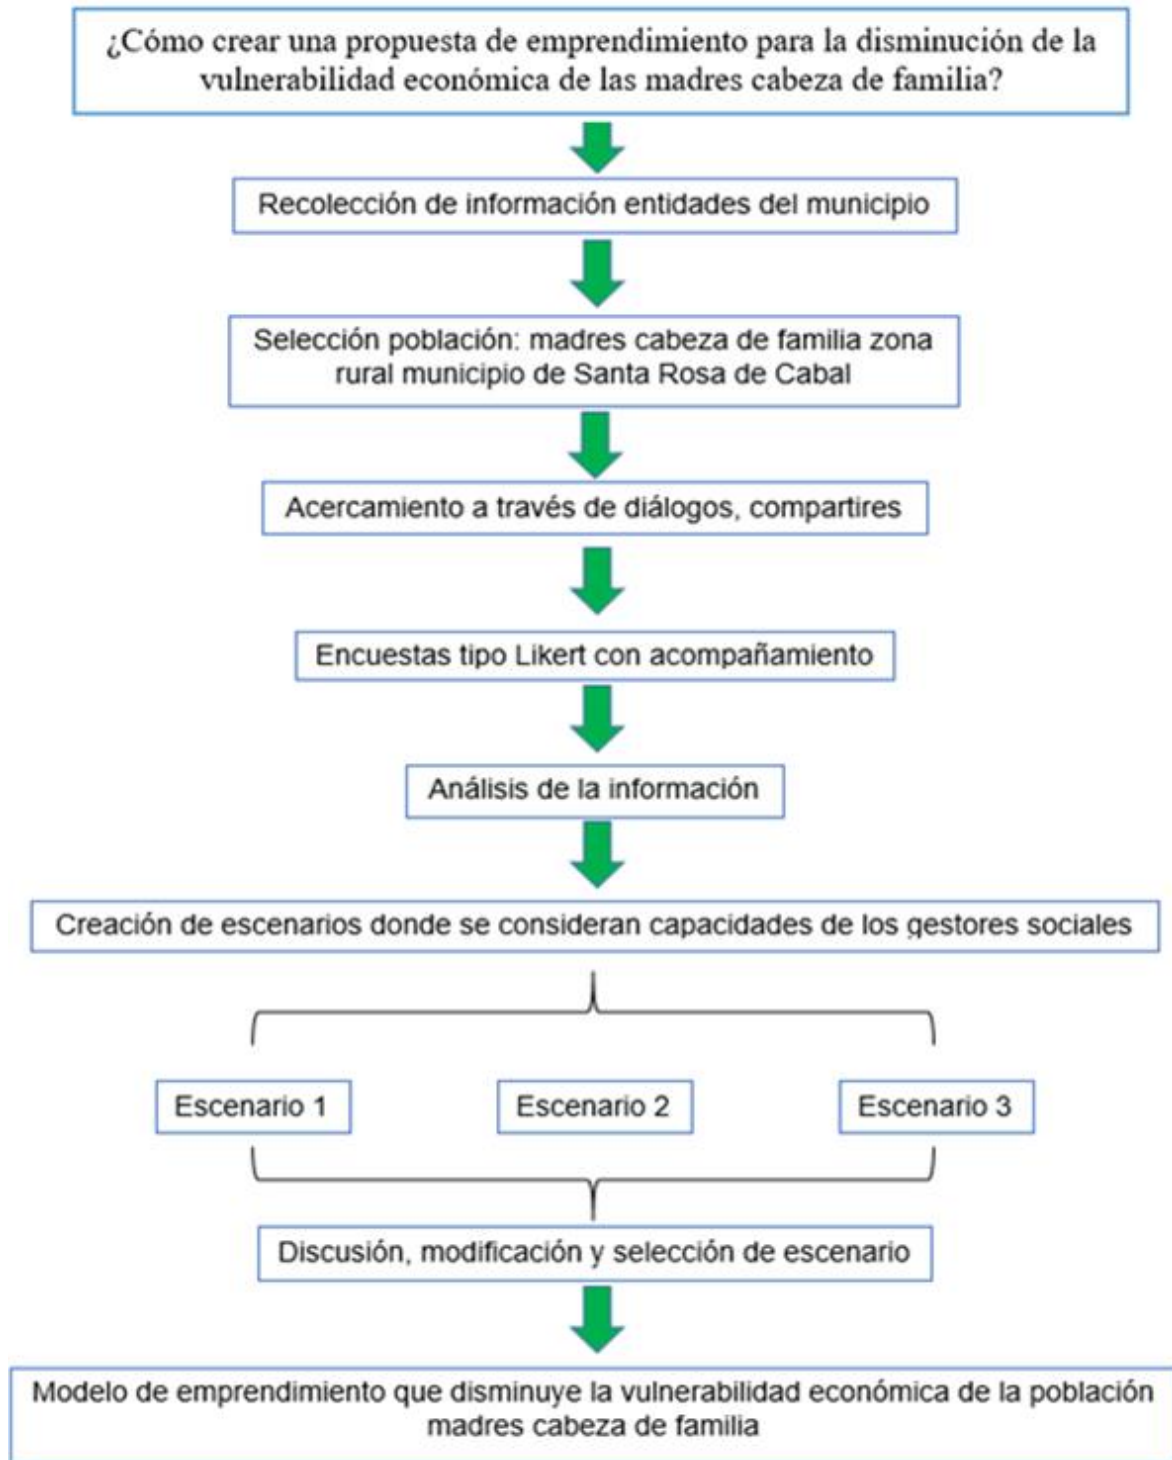 ¿Cómo crear una propuesta de emprendimiento para la disminución de la
vulnerabilidad económica de las madres cabeza de familia?
Recolección de información entidades del municipio
Selección población: madres cabeza de familia zona
rural municipio de Santa Rosa de Cabal
Acercamiento a través de diálogos, compartires
Encuestas tipo Likert con acompañamiento
Análisis de la información
Creación de escenarios donde se consideran capacidades de los gestores sociales
Escenario 1
Escenario 2
Escenario 3
Discusión, modificación y selección de escenario
Modelo de emprendimiento que disminuye la vulnerabilidad económica de la población
madres cabeza de familia